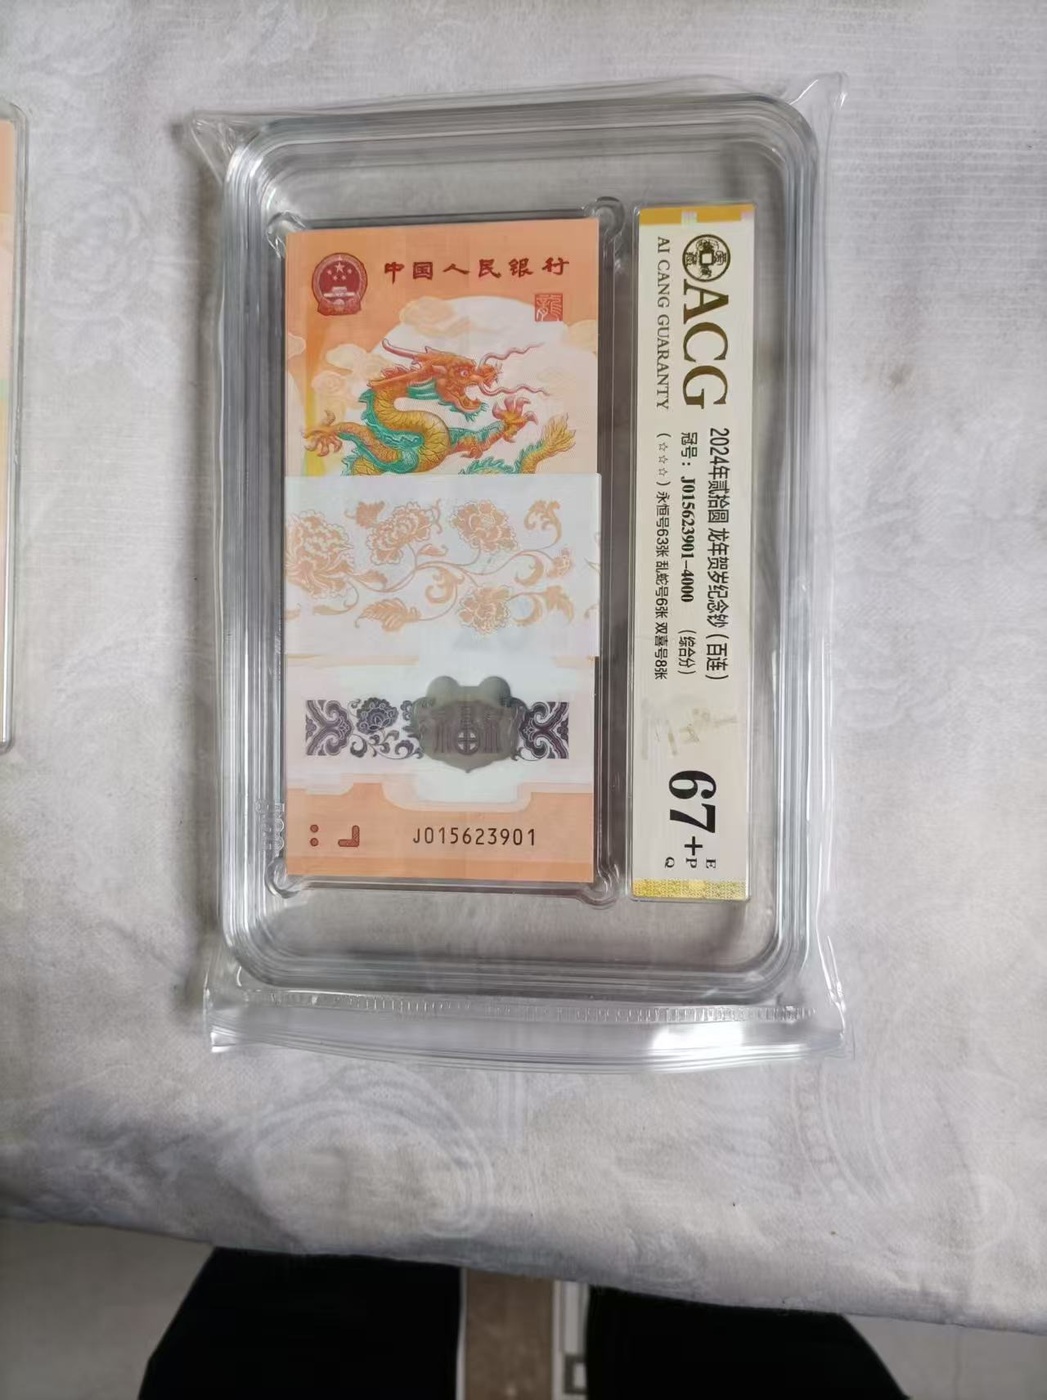 中国人民银行
J015623901
ACG
AI CANG GUARANTY
2024年贰拾圆 龙年贺岁纪念钞（百连）
冠号：J015623901-4000 （综合分）
（☆☆☆）永恒号63张 乱蛇号6张 双喜号8张
67+
E
P
Q